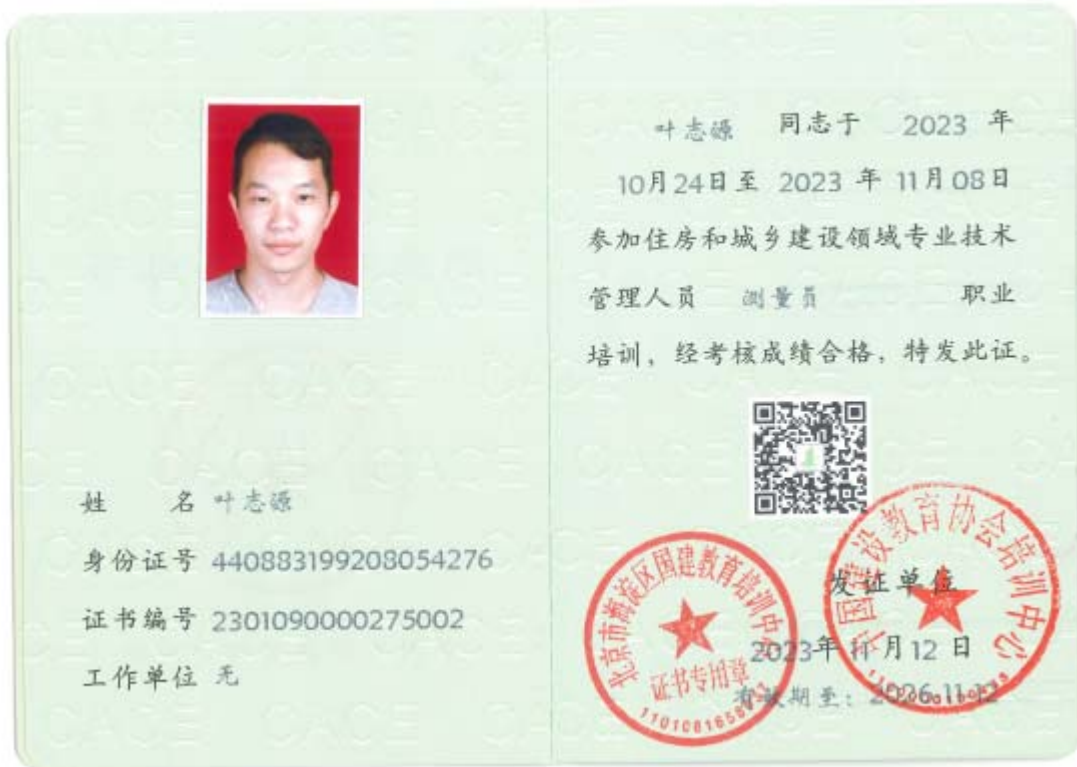 姓 名 叶志源
身份证号 440883199208054276
证书编号 2301090000275002
工作单位 无
叶志源 同志于 2023 年
10月24日至 2023 年 11月08日
参加住房和城乡建设领域专业技术
管理人员 测量员 职业
培训，经考核成绩合格，特发此证。
发证单位
2023年11月12日
有效期至：2026-11-12
北京市海淀区国建教育培训中心
证书专用章
中国建设教育协会培训中心
CACE